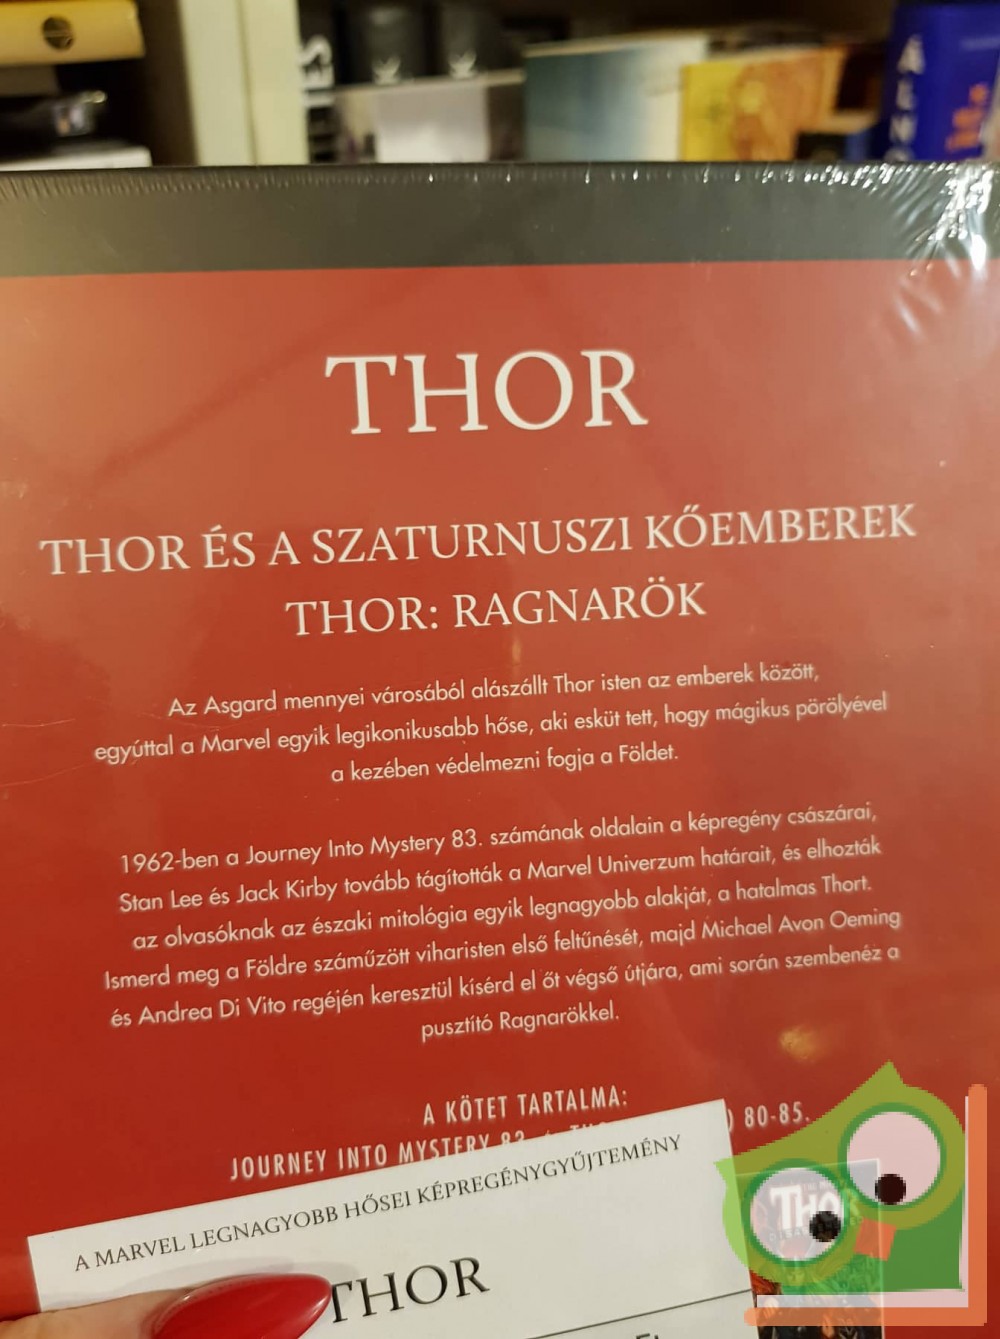 THOR
THOR ÉS A SZATURNUSZI KŐEMBEREK
THOR: RAGNARÖK
Az Asgard mennyei városából alászállt Thor isten az emberek között,
egyúttal a Marvel egyik legikonikusabb hőse, aki esküt tett, hogy mágikus pörölyével
a kezében védelmezni fogja a Földet.
1962-ben a Journey Into Mystery 83. számának oldalain a képregény császárai,
Stan Lee és Jack Kirby tovább tágították a Marvel Univerzum határait, és elhozták
az olvasóknak az északi mitológia egyik legnagyobb alakját, a hatalmas Thort.
Ismerd meg a Földre száműzött viharisten első feltűnését, majd Michael Avon Oeming
és Andrea Di Vito regéjén keresztül kísérd el őt végső útjára, ami során szembenéz a
pusztító Ragnarökkel.
A KÖTET TARTALMA:
JOURNEY INTO MYSTERY 83 ) 80-85.
A MARVEL LEGNAGYOBB HŐSEI KÉPREGÉNYGYŰJTEMÉNY
THOR
THOR